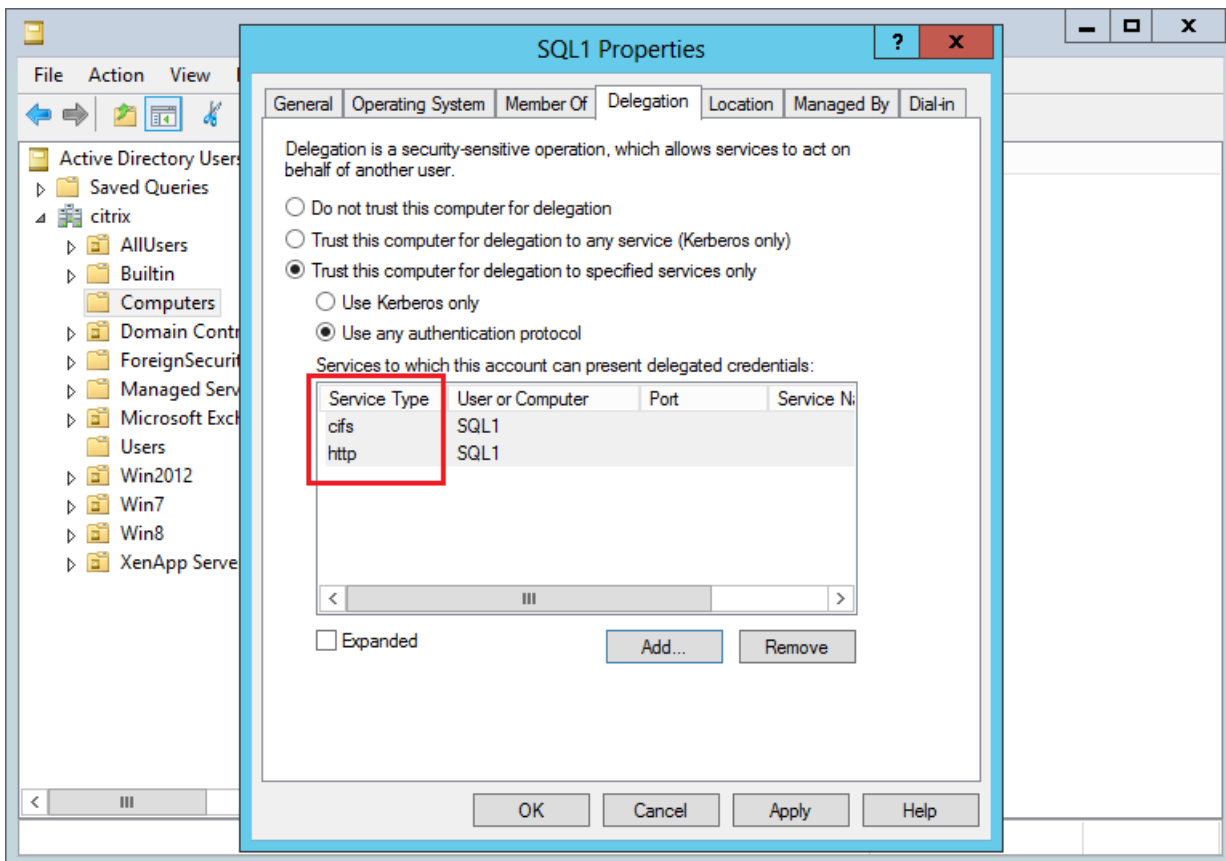 SQL1 Properties
?
x
x
File Action View
General Operating System Member Of Delegation Location Managed By Dial-in
Active Directory Users
Saved Queries
citrix
AllUsers
Builtin
Computers
Domain Contr
ForeignSecurit
Managed Serv
Microsoft Exch
Users
Win2012
Win7
Win8
XenApp Serve
Delegation is a security-sensitive operation, which allows services to act on
behalf of another user.
Do not trust this computer for delegation
Trust this computer for delegation to any service (Kerberos only)
Trust this computer for delegation to specified services only
Use Kerberos only
Use any authentication protocol
Services to which this account can present delegated credentials:
Service Type User or Computer Port Service Na
cifs SQL1
http SQL1
Expanded
Add... Remove
OK Cancel Apply Help